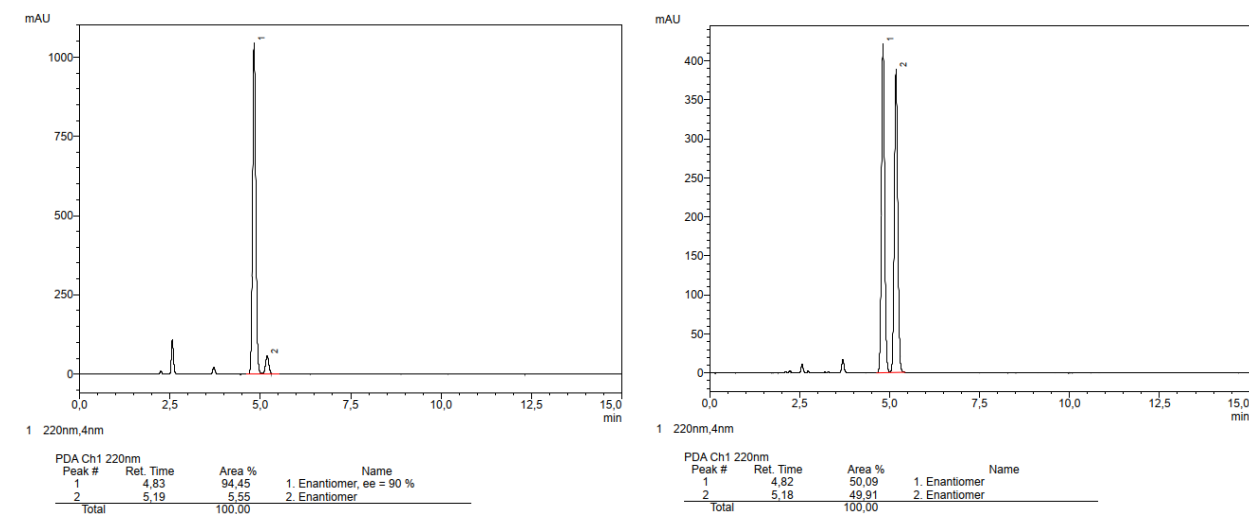 mAU
1
1000
750
500
250
2
0
0,0 2,5 5,0 7,5 10,0 12,5 15,0
min
1 220nm,4nm
PDA Ch1 220nm
Peak # Ret. Time Area % Name
1 4,83 94,45 1. Enantiomer, ee = 90 %
2 5,19 5,55 2. Enantiomer
Total 100,00
mAU
1
2
400
350
300
250
200
150
100
50
0
0,0 2,5 5,0 7,5 10,0 12,5 15,0
min
1 220nm,4nm
PDA Ch1 220nm
Peak # Ret. Time Area % Name
1 4,82 50,09 1. Enantiomer
2 5,18 49,91 2. Enantiomer
Total 100,00